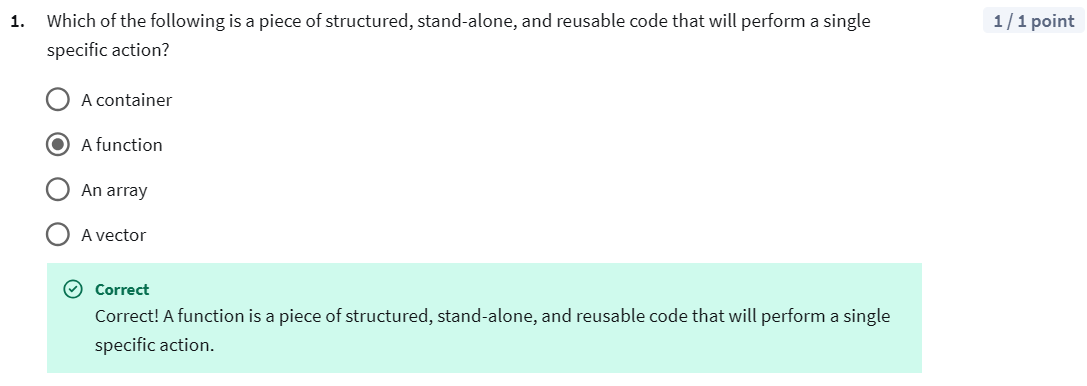 1. Which of the following is a piece of structured, stand-alone, and reusable code that will perform a single 1 / 1 point
specific action?
A container
A function
An array
A vector
Correct
Correct! A function is a piece of structured, stand-alone, and reusable code that will perform a single
specific action.